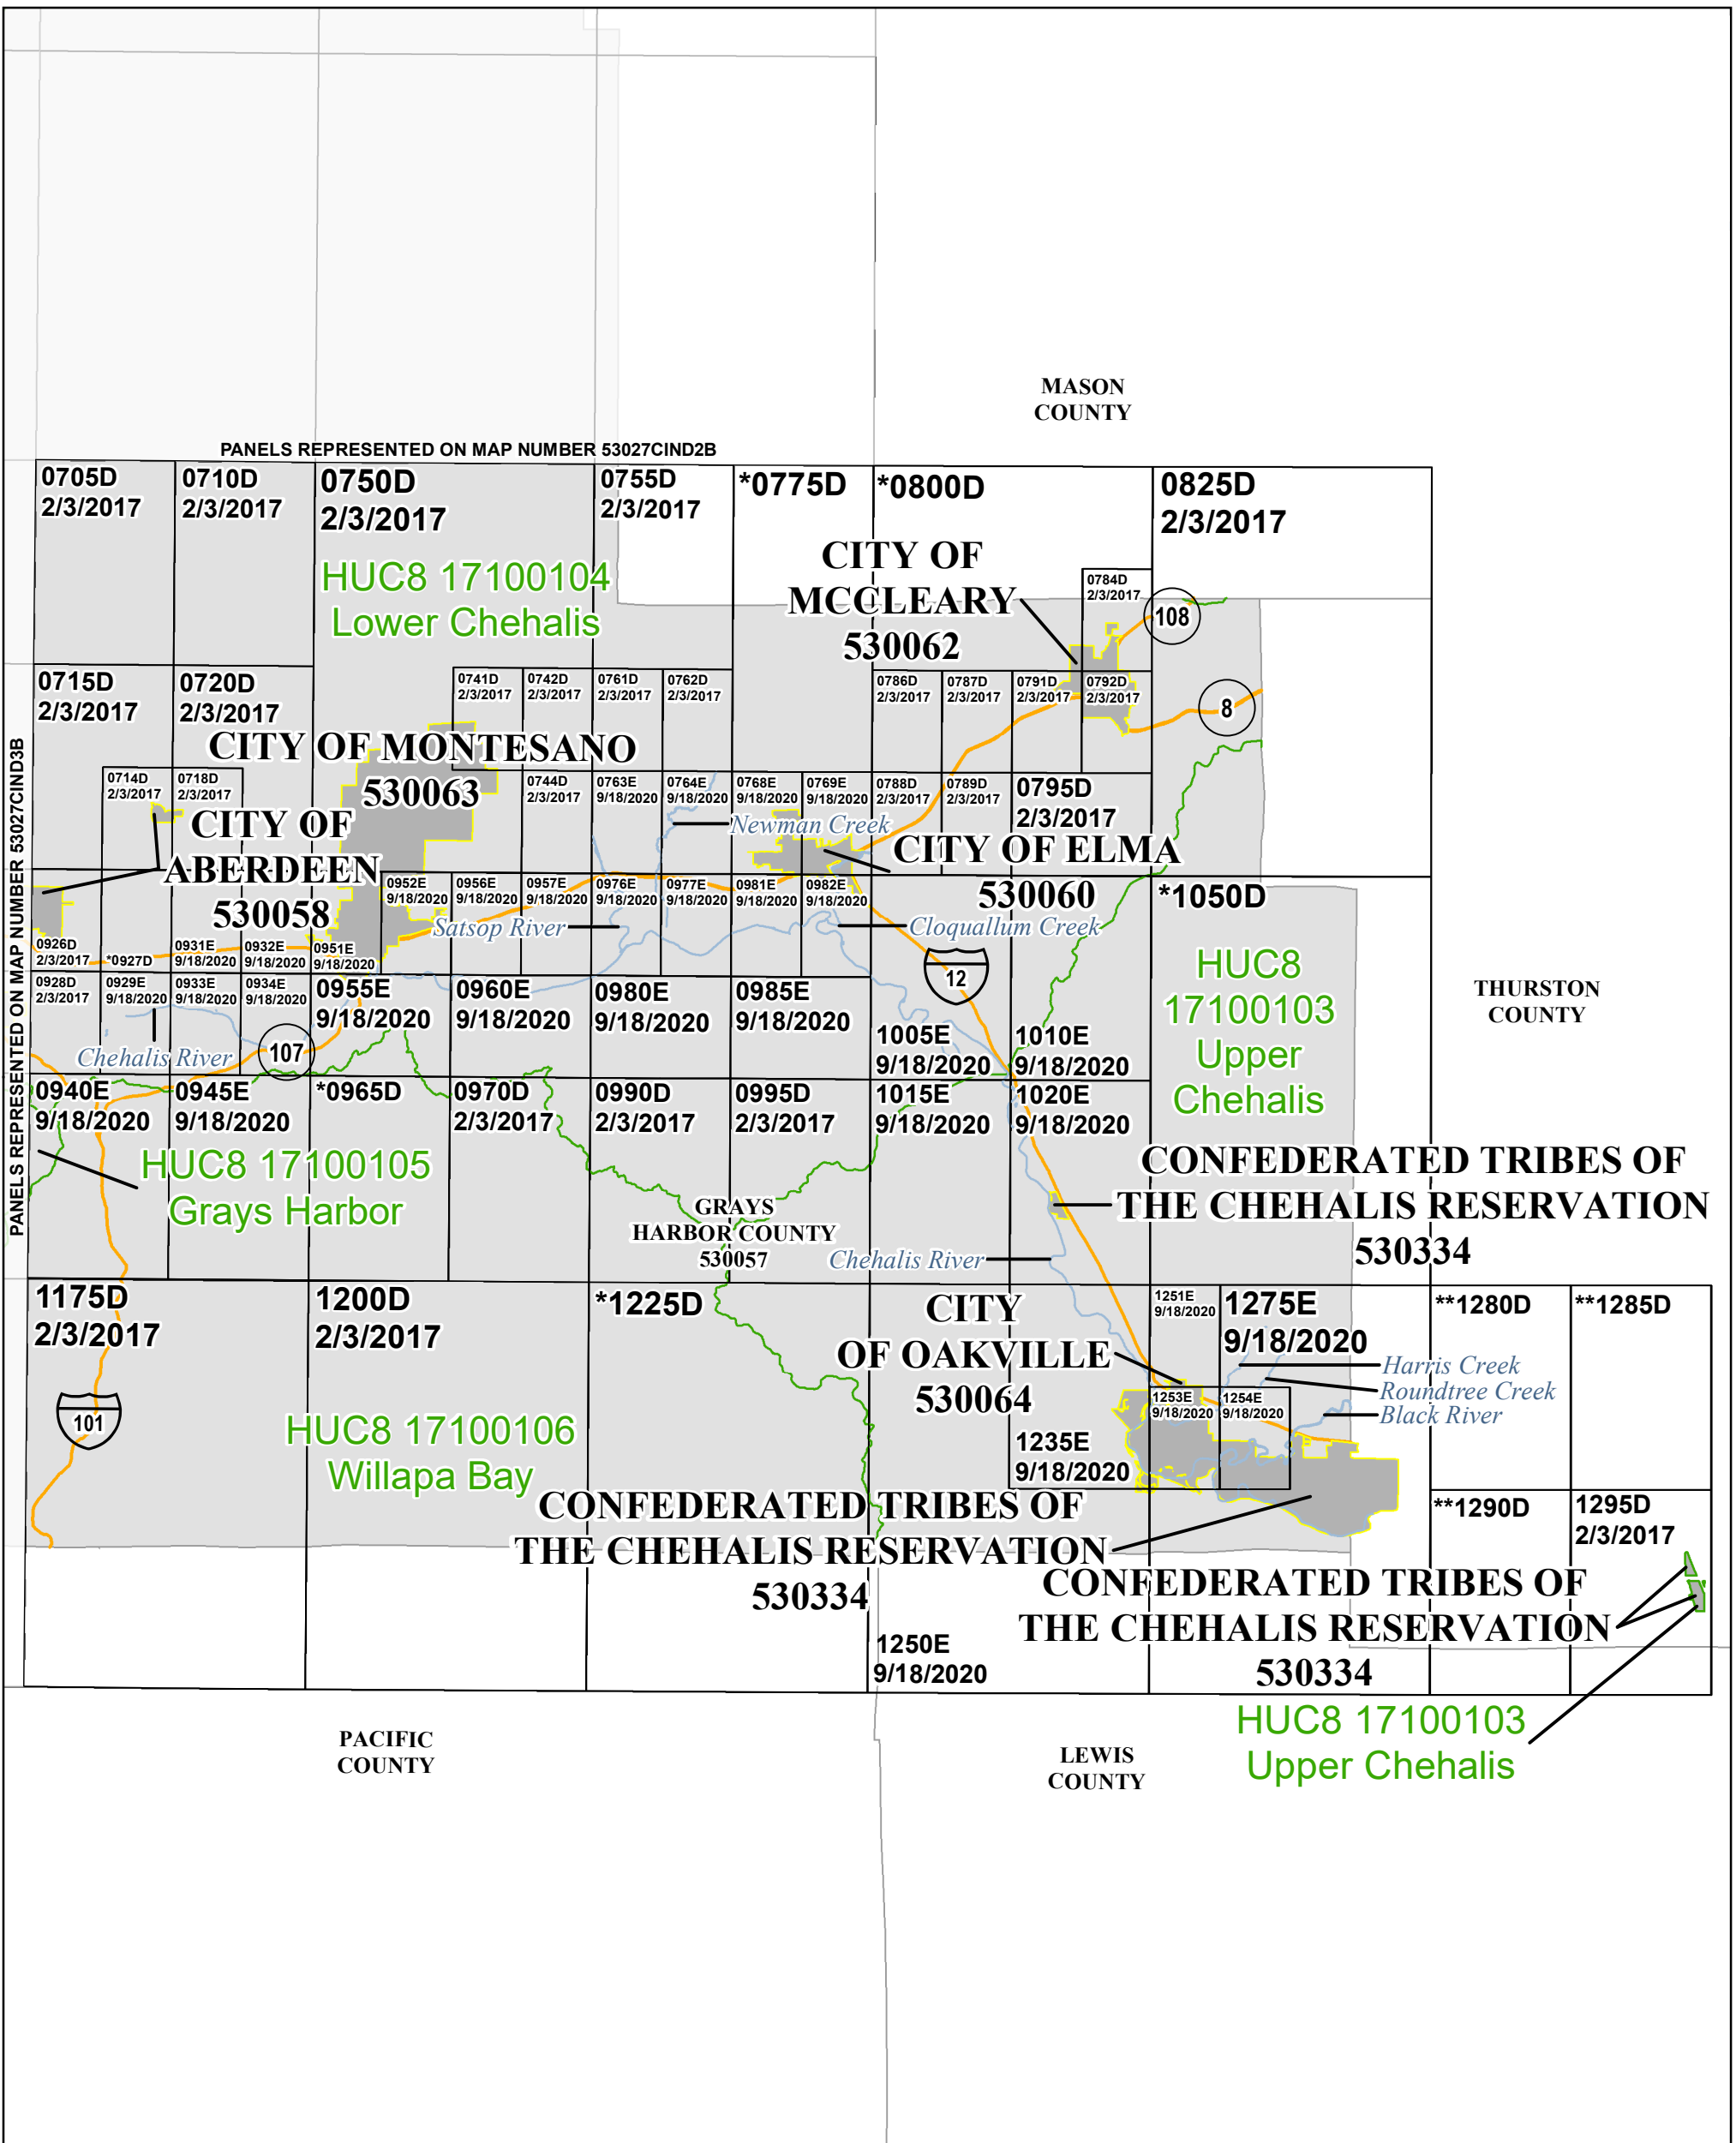 MASON
COUNTY
PANELS REPRESENTED ON MAP NUMBER 53027CIND2B
0705D
2/3/2017
0710D
2/3/2017
0750D
2/3/2017
0755D
2/3/2017
*0775D
*0800D
0825D
2/3/2017
HUC8 17100104
Lower Chehalis
CITY OF
MCCLEARY
530062
0784D
2/3/2017
108
0715D
2/3/2017
0720D
2/3/2017
0741D
2/3/2017
0742D
2/3/2017
0761D
2/3/2017
0762D
2/3/2017
0786D
2/3/2017
0787D
2/3/2017
0791D
2/3/2017
0792D
2/3/2017
8
CITY OF MONTESANO
530063
PANELS REPRESENTED ON MAP NUMBER 53027CIND3B
0714D
2/3/2017
0718D
2/3/2017
0744D
2/3/2017
0763E
9/18/2020
0764E
9/18/2020
0768E
9/18/2020
0769E
9/18/2020
0788D
2/3/2017
0789D
2/3/2017
0795D
2/3/2017
Newman Creek
CITY OF
ABERDEEN
530058
CITY OF ELMA
530060
0952E
9/18/2020
0956E
9/18/2020
0957E
9/18/2020
0976E
9/18/2020
0977E
9/18/2020
0981E
9/18/2020
0982E
9/18/2020
*1050D
Satsop River
Cloquallum Creek
0926D
2/3/2017
*0927D
0931E
9/18/2020
0932E
9/18/2020
0951E
9/18/2020
12
HUC8
17100103
Upper
Chehalis
THURSTON
COUNTY
0928D
2/3/2017
0929E
9/18/2020
0933E
9/18/2020
0934E
9/18/2020
0955E
9/18/2020
0960E
9/18/2020
0980E
9/18/2020
0985E
9/18/2020
1005E
9/18/2020
1010E
9/18/2020
Chehalis River
107
0940E
9/18/2020
0945E
9/18/2020
*0965D
0970D
2/3/2017
0990D
2/3/2017
0995D
2/3/2017
1015E
9/18/2020
1020E
9/18/2020
HUC8 17100105
Grays Harbor
CONFEDERATED TRIBES OF
THE CHEHALIS RESERVATION
530334
GRAYS
HARBOR COUNTY
530057
Chehalis River
1175D
2/3/2017
1200D
2/3/2017
*1225D
CITY
OF OAKVILLE
530064
1251E
9/18/2020
1275E
9/18/2020
**1280D
**1285D
Harris Creek
Roundtree Creek
Black River
101
HUC8 17100106
Willapa Bay
1253E
9/18/2020
1254E
9/18/2020
1235E
9/18/2020
CONFEDERATED TRIBES OF
THE CHEHALIS RESERVATION
530334
**1290D
1295D
2/3/2017
CONFEDERATED TRIBES OF
THE CHEHALIS RESERVATION
530334
1250E
9/18/2020
HUC8 17100103
Upper Chehalis
PACIFIC
COUNTY
LEWIS
COUNTY